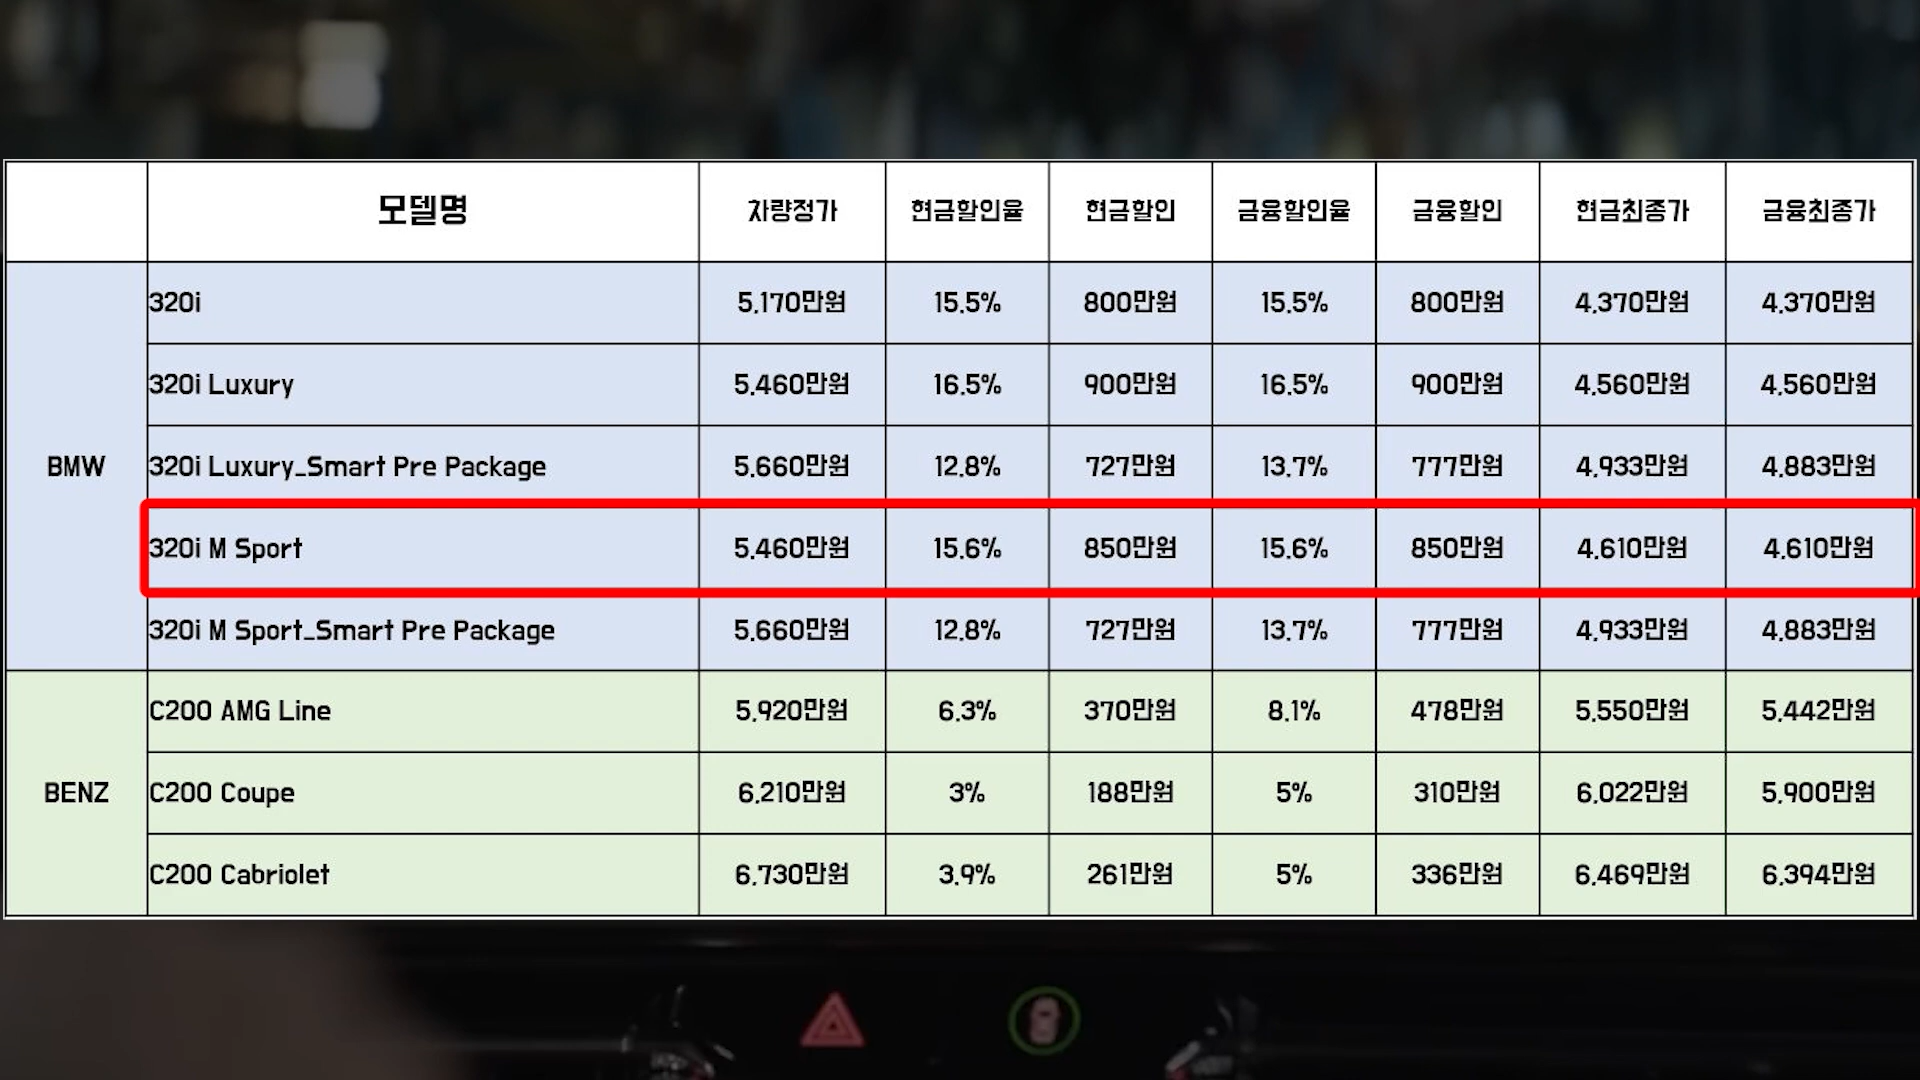 모델명 차량정가 현금할인율 현금할인 금융할인율 금융할인 현금최종가 금융최종가
BMW
320i 5,170만원 15.5% 800만원 15.5% 800만원 4,370만원 4,370만원
320i Luxury 5,460만원 16.5% 900만원 16.5% 900만원 4,560만원 4,560만원
320i Luxury_Smart Pre Package 5,660만원 12.8% 727만원 13.7% 777만원 4,933만원 4,883만원
320i M Sport 5,460만원 15.6% 850만원 15.6% 850만원 4,610만원 4,610만원
320i M Sport_Smart Pre Package 5,660만원 12.8% 727만원 13.7% 777만원 4,933만원 4,883만원
BENZ
C200 AMG Line 5,920만원 6.3% 370만원 8.1% 478만원 5,550만원 5,442만원
C200 Coupe 6,210만원 3% 188만원 5% 310만원 6,022만원 5,900만원
C200 Cabriolet 6,730만원 3.9% 261만원 5% 336만원 6,469만원 6,394만원